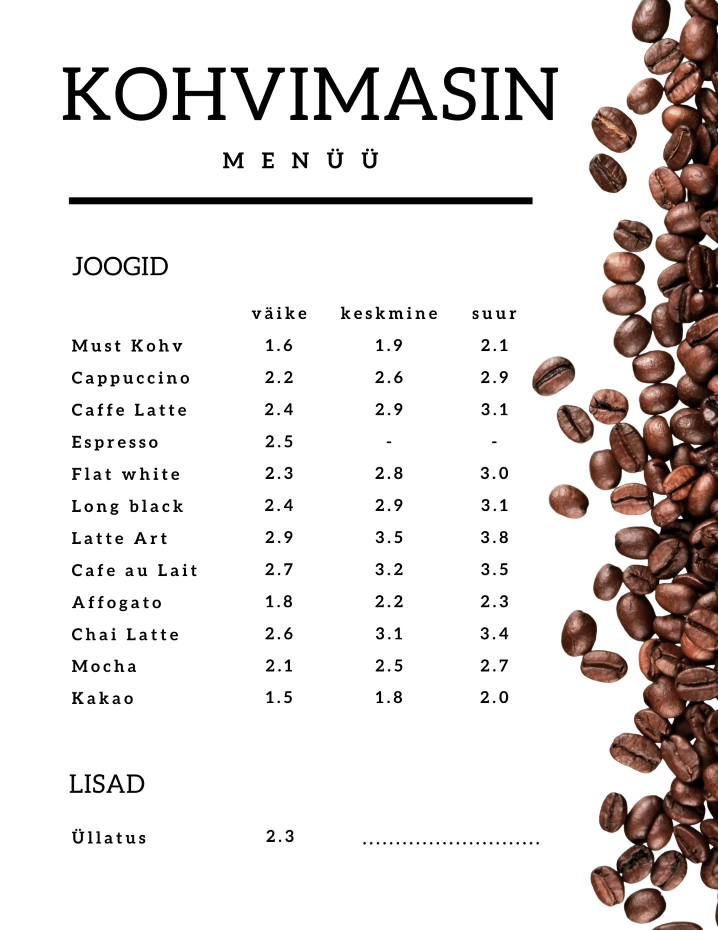 KOHVIMASIN
MENÜÜ
JOOGID
väike keskmine suur
Must Kohv 1.6 1.9 2.1
Cappuccino 2.2 2.6 2.9
Caffe Latte 2.4 2.9 3.1
Espresso 2.5 - -
Flat white 2.3 2.8 3.0
Long black 2.4 2.9 3.1
Latte Art 2.9 3.5 3.8
Cafe au Lait 2.7 3.2 3.5
Affogato 1.8 2.2 2.3
Chai Latte 2.6 3.1 3.4
Mocha 2.1 2.5 2.7
Kakao 1.5 1.8 2.0
LISAD
Üllatus 2.3 ...........................